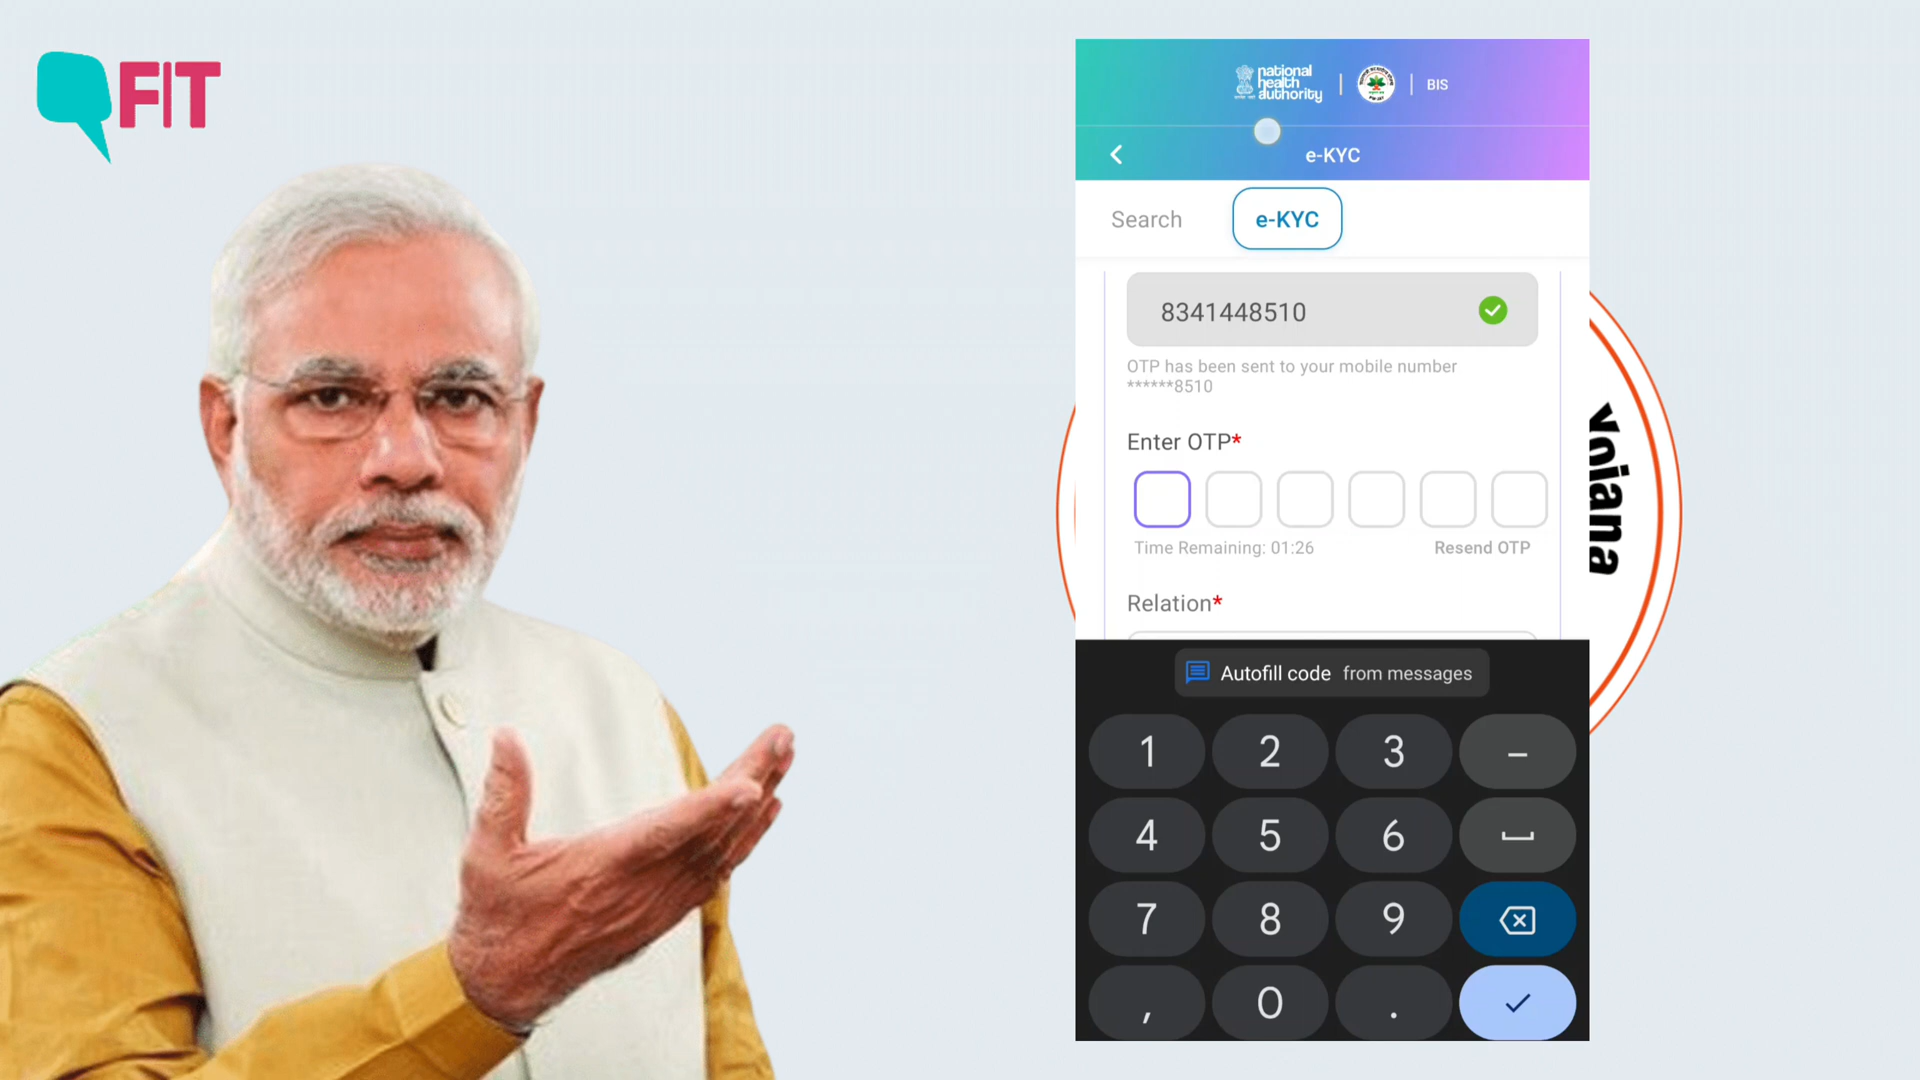 FIT
national
health
authority
BIS
e-KYC
Search
e-KYC
8341448510
OTP has been sent to your mobile number
******8510
Enter OTP*
Time Remaining: 01:26
Resend OTP
Relation*
Autofill code from messages
1 2 3 –
4 5 6
7 8 9
, 0 .
Yojana